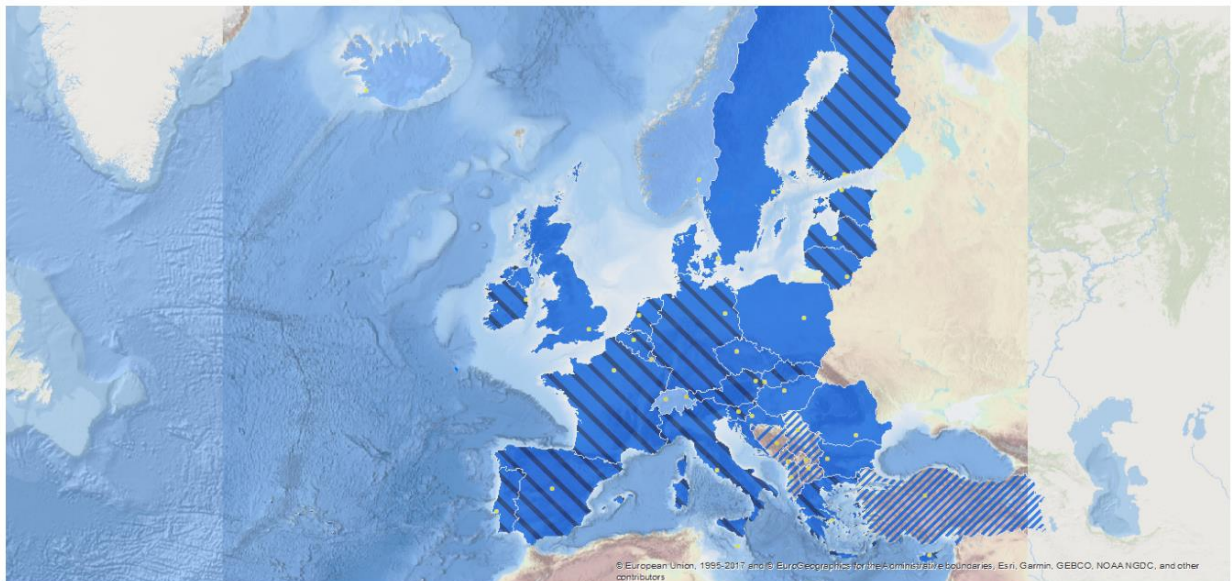 © European Union, 1995-2017 and © EuroGeographics for the Administrative boundaries, Esri, Garmin, GEBCO, NOAA NGDC, and other
contributors